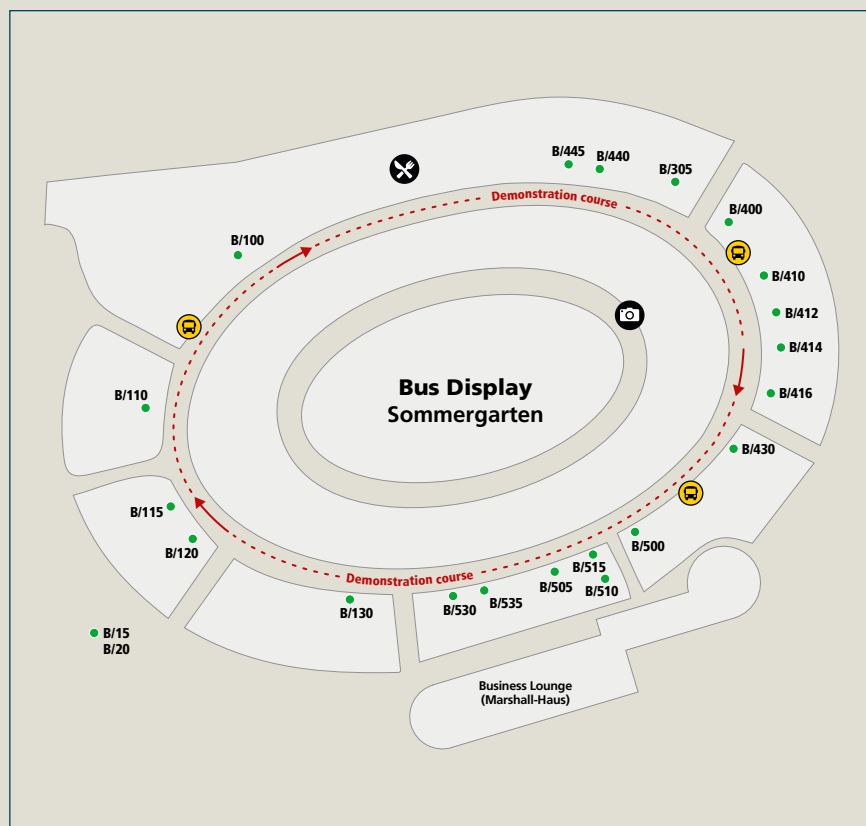 B/445
B/440
B/305
Demonstration course
B/400
B/100
B/410
B/412
B/414
Bus Display
Sommergarten
B/110
B/416
B/430
B/115
B/120
B/500
B/515
B/505
B/510
Demonstration course
B/530
B/535
B/130
B/15
B/20
Business Lounge
(Marshall-Haus)